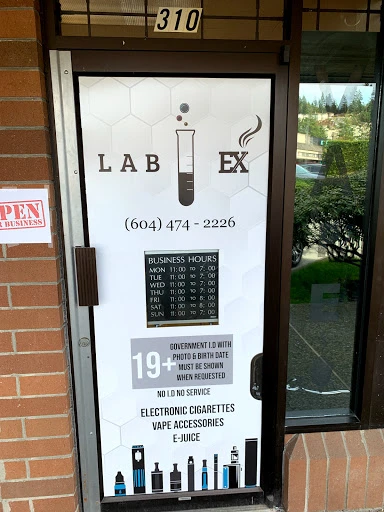 310
LAB EX
(604) 474 - 2226
PEN
BUSINESS
BUSINESS HOURS
MON 11:00 TO 7:00
TUE 11:00 TO 7:00
WED 11:00 TO 7:00
THU 11:00 TO 7:00
FRI 11:00 TO 8:00
SAT 11:00 TO 8:00
SUN 11:00 TO 7:00
19+
GOVERNMENT I.D WITH
PHOTO & BIRTH DATE
MUST BE SHOWN
WHEN REQUESTED
NO I.D NO SERVICE
ELECTRONIC CIGARETTES
VAPE ACCESSORIES
E-JUICE